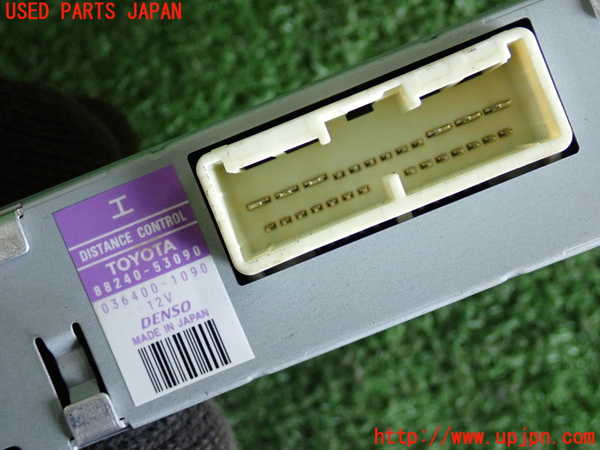 USED PARTS JAPAN
エ
DISTANCE CONTROL
TOYOTA
88240-53090
036400-1090
12V
DENSO
MADE IN JAPAN
http://www.upjpn.com/